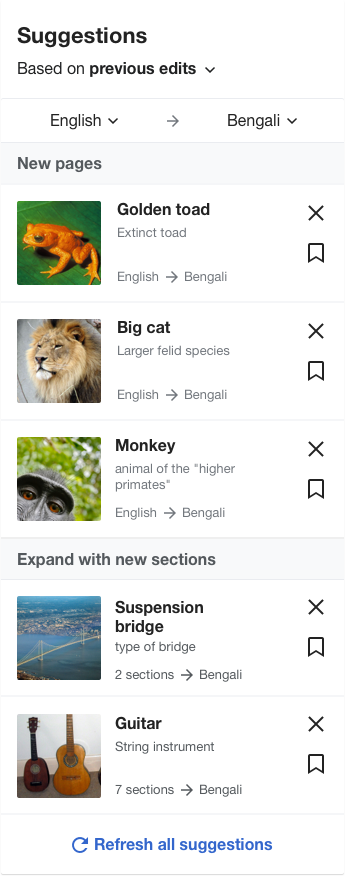 Suggestions
Based on previous edits
English → Bengali
New pages
Golden toad
Extinct toad
English → Bengali
Big cat
Larger felid species
English → Bengali
Monkey
animal of the "higher
primates"
English → Bengali
Expand with new sections
Suspension
bridge
type of bridge
2 sections → Bengali
Guitar
String instrument
7 sections → Bengali
Refresh all suggestions